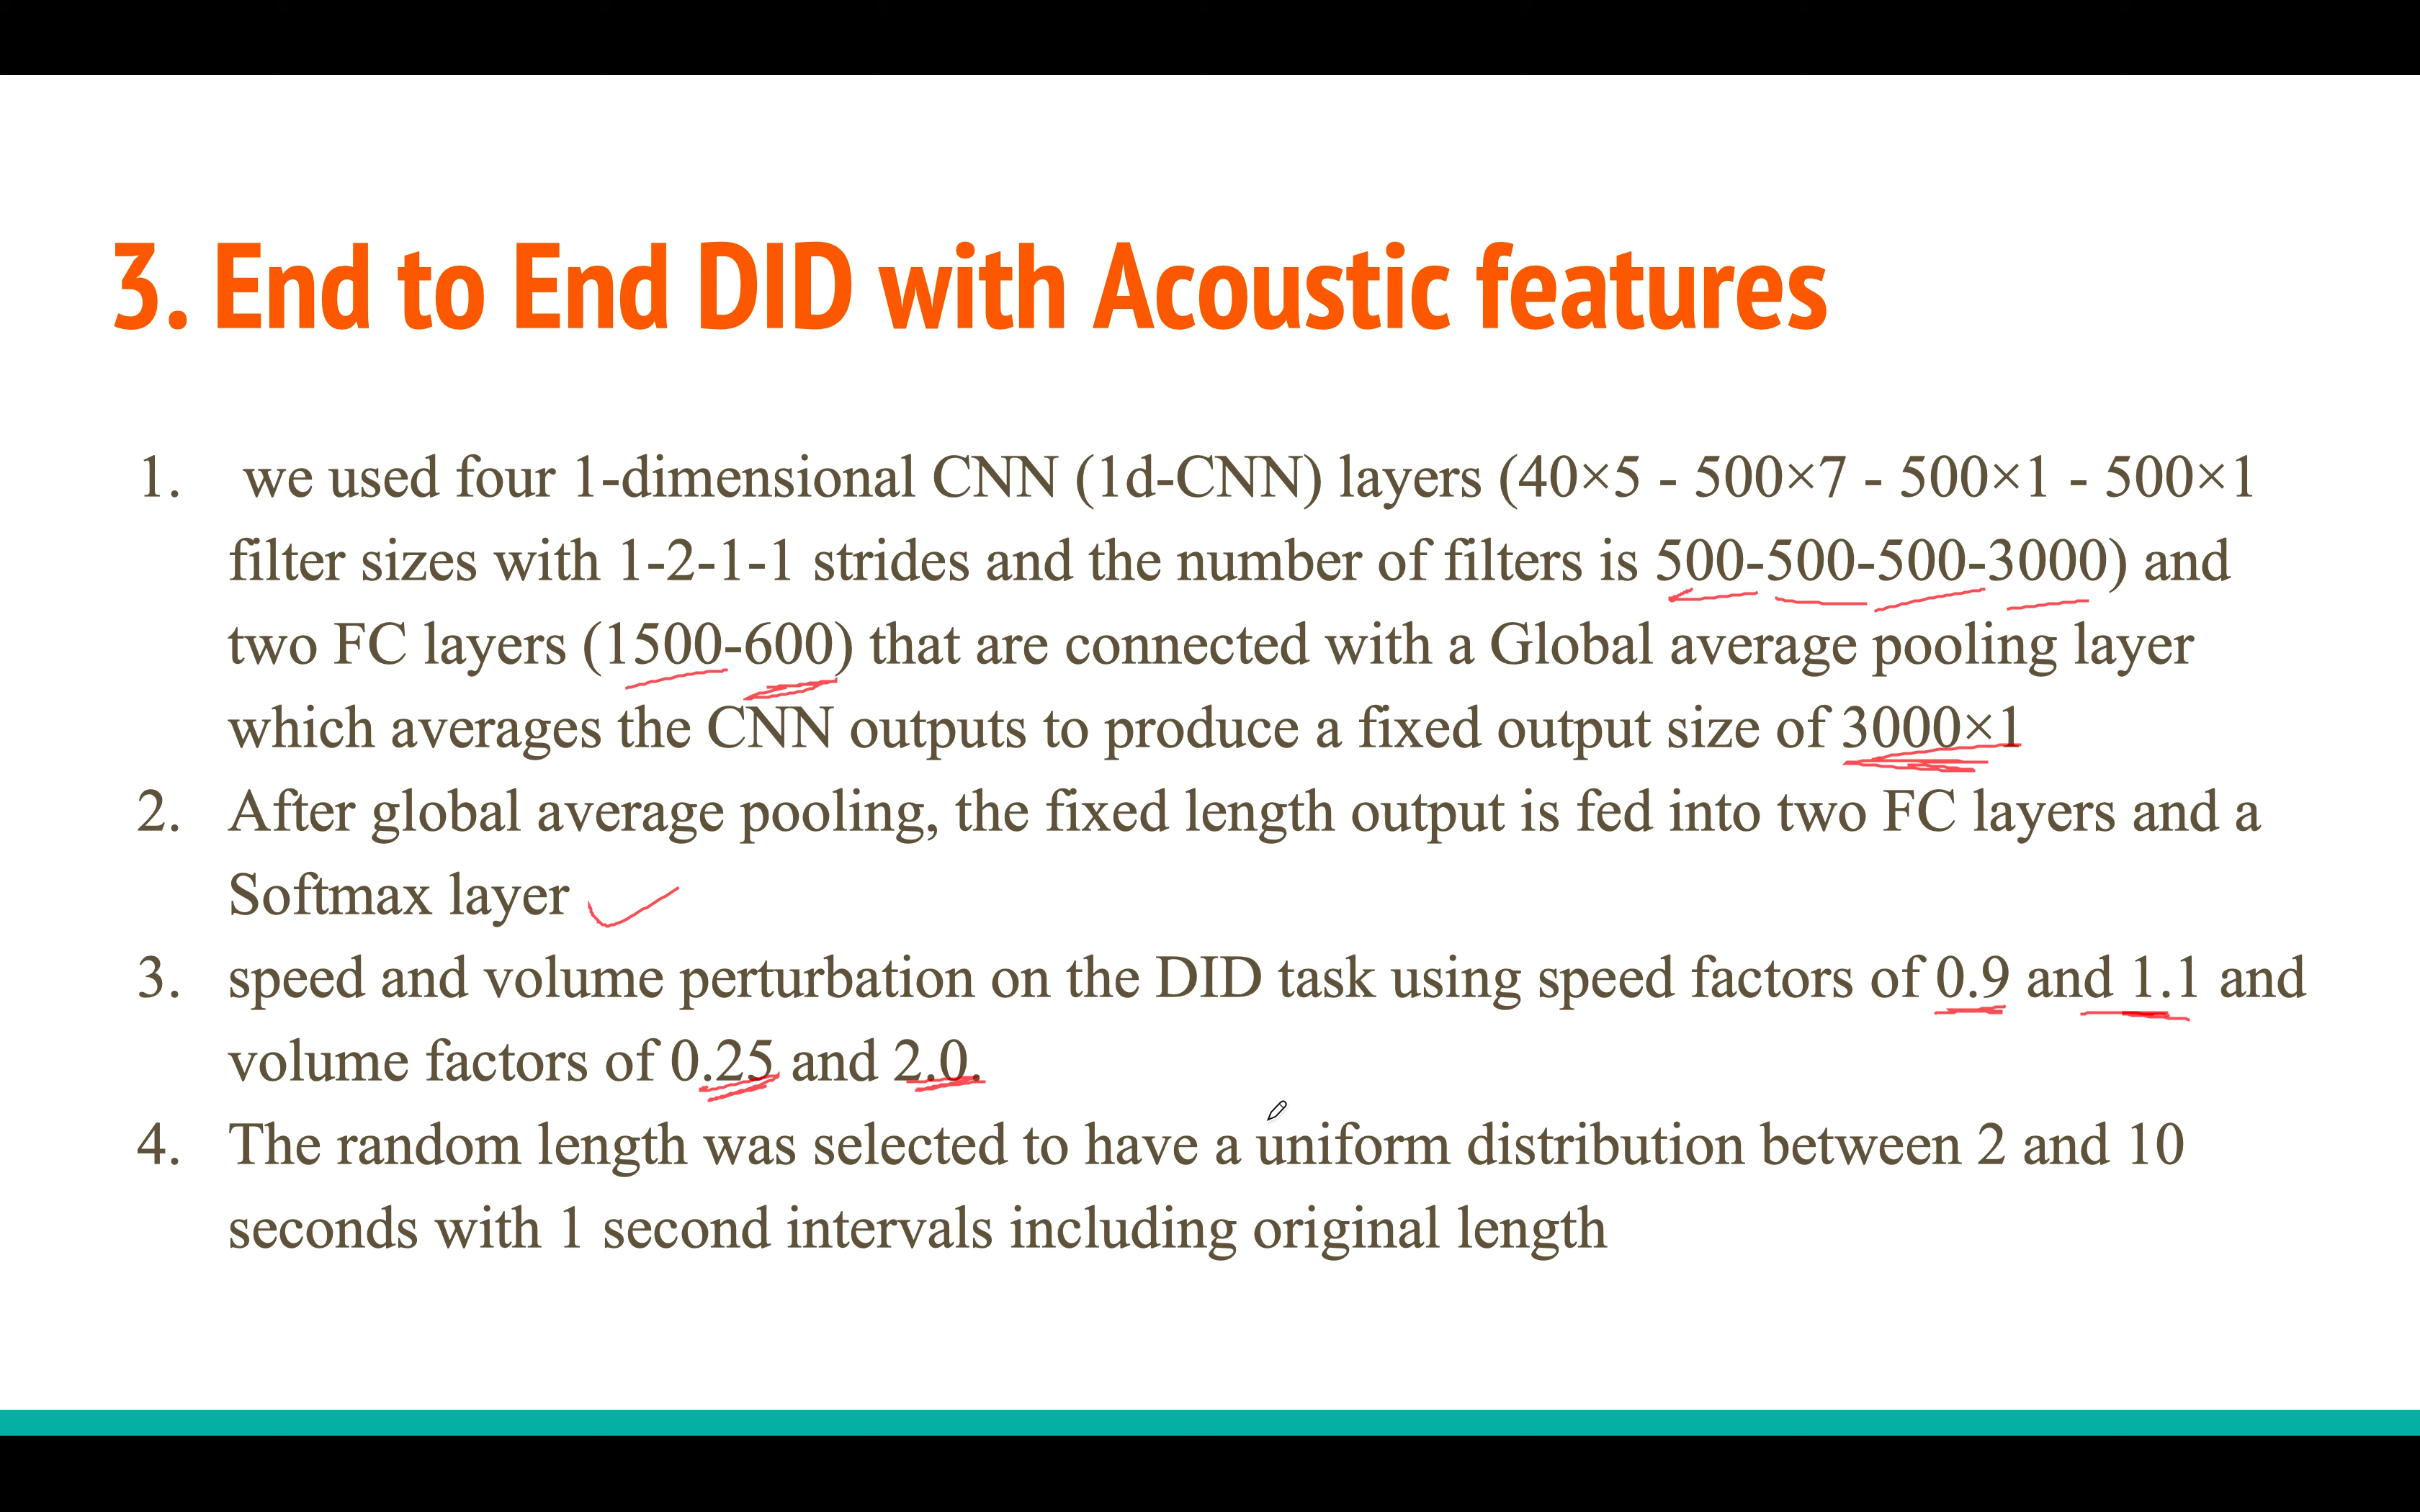 3. End to End DID with Acoustic features
1. we used four 1-dimensional CNN (1d-CNN) layers (40×5 - 500×7 - 500×1 - 500×1
filter sizes with 1-2-1-1 strides and the number of filters is 500-500-500-3000) and
two FC layers (1500-600) that are connected with a Global average pooling layer
which averages the CNN outputs to produce a fixed output size of 3000×1
2. After global average pooling, the fixed length output is fed into two FC layers and a
Softmax layer
3. speed and volume perturbation on the DID task using speed factors of 0.9 and 1.1 and
volume factors of 0.25 and 2.0.
4. The random length was selected to have a uniform distribution between 2 and 10
seconds with 1 second intervals including original length